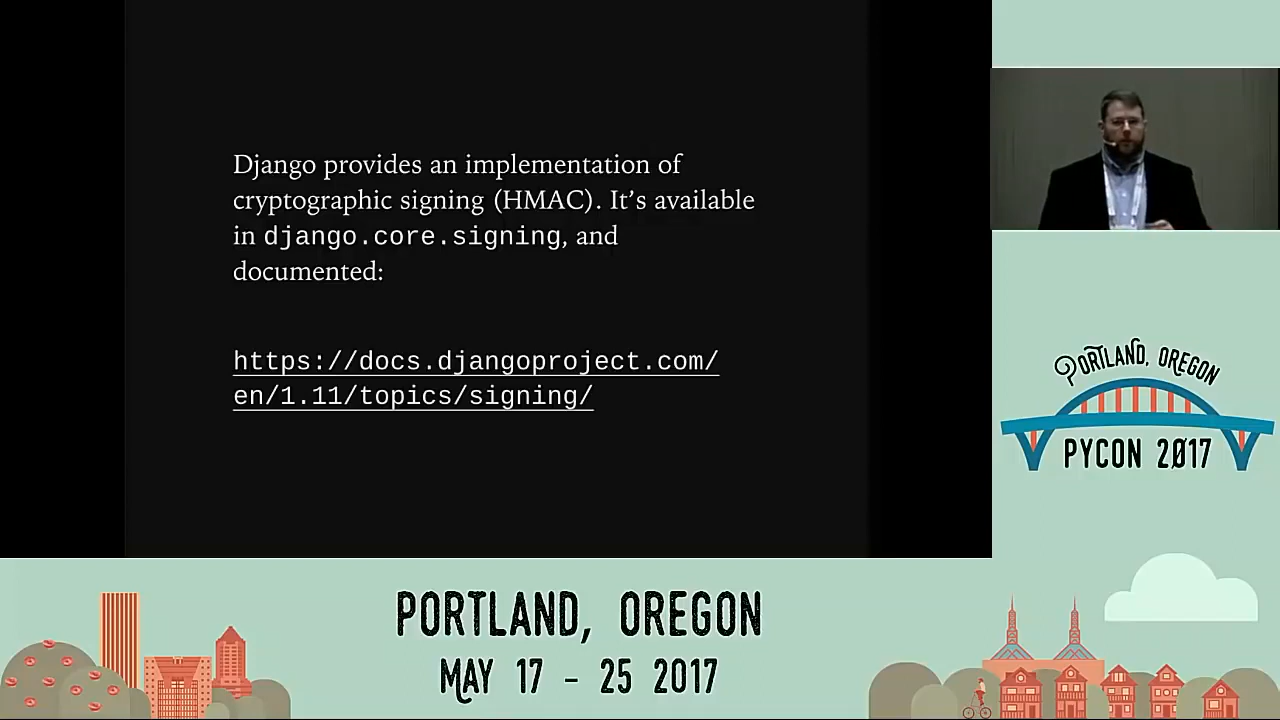 Django provides an implementation of
cryptographic signing (HMAC). It’s available
in django.core.signing, and
documented:
https://docs.djangoproject.com/
en/1.11/topics/signing/
PORTLAND, OREGON
PYCON 2017
PORTLAND, OREGON
MAY 17 - 25 2017